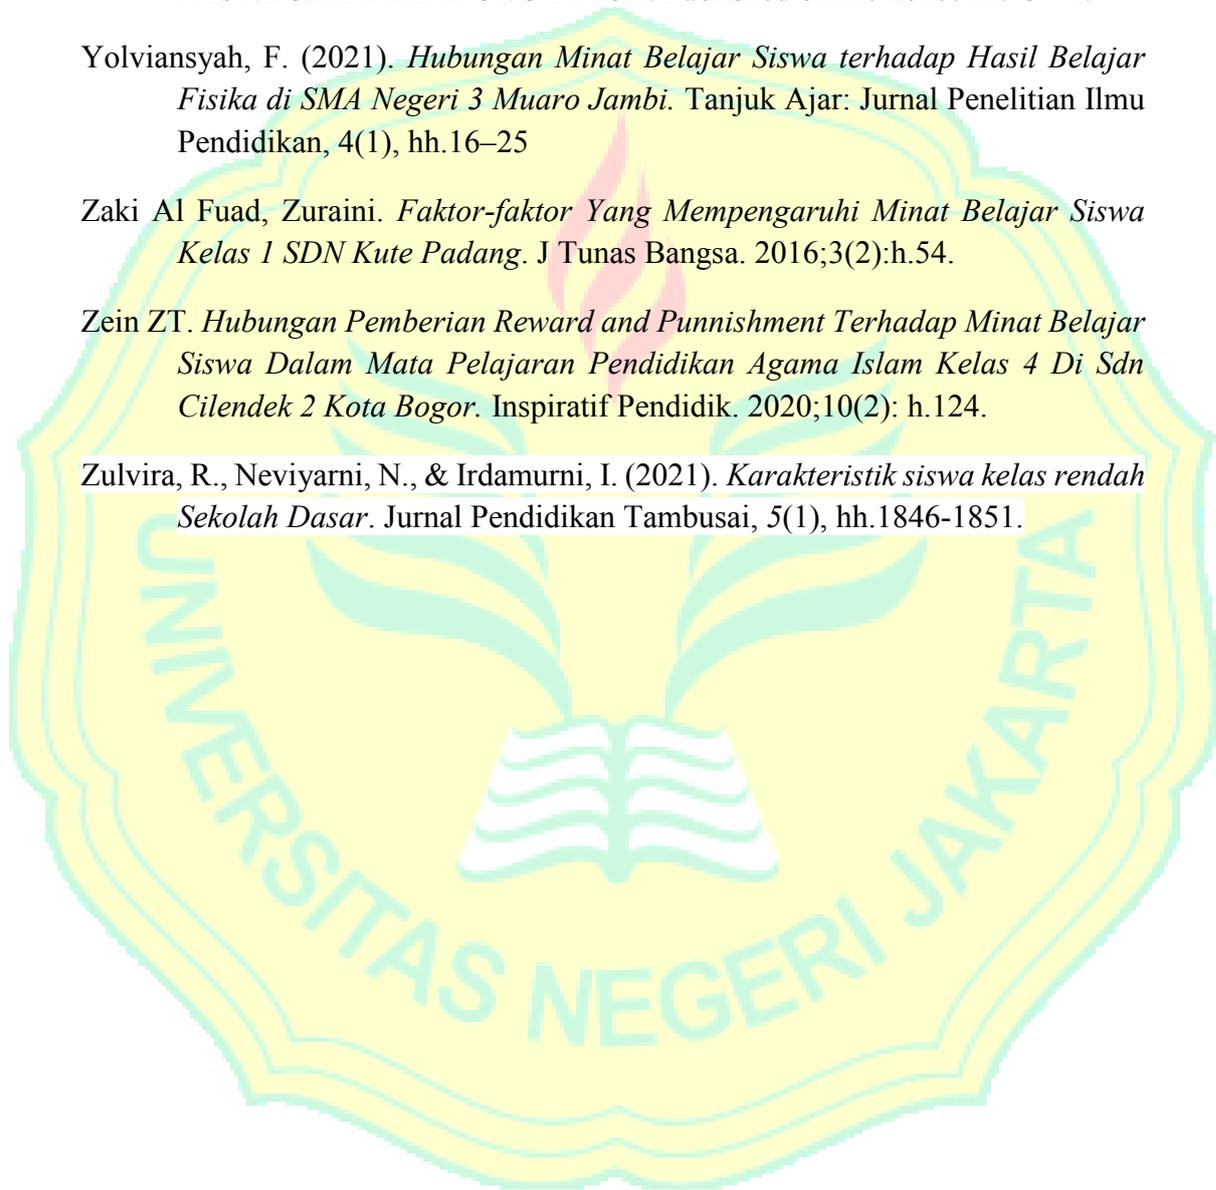 Yolviansyah, F. (2021). Hubungan Minat Belajar Siswa terhadap Hasil Belajar
Fisika di SMA Negeri 3 Muaro Jambi. Tanjuk Ajar: Jurnal Penelitian Ilmu
Pendidikan, 4(1), hh.16–25
Zaki Al Fuad, Zuraini. Faktor-faktor Yang Mempengaruhi Minat Belajar Siswa
Kelas 1 SDN Kute Padang. J Tunas Bangsa. 2016;3(2):h.54.
Zein ZT. Hubungan Pemberian Reward and Punnishment Terhadap Minat Belajar
Siswa Dalam Mata Pelajaran Pendidikan Agama Islam Kelas 4 Di Sdn
Cilendek 2 Kota Bogor. Inspiratif Pendidik. 2020;10(2): h.124.
Zulvira, R., Neviyarni, N., & Irdamurni, I. (2021). Karakteristik siswa kelas rendah
Sekolah Dasar. Jurnal Pendidikan Tambusai, 5(1), hh.1846-1851.
UNIVERSITAS NEGERI JAKARTA